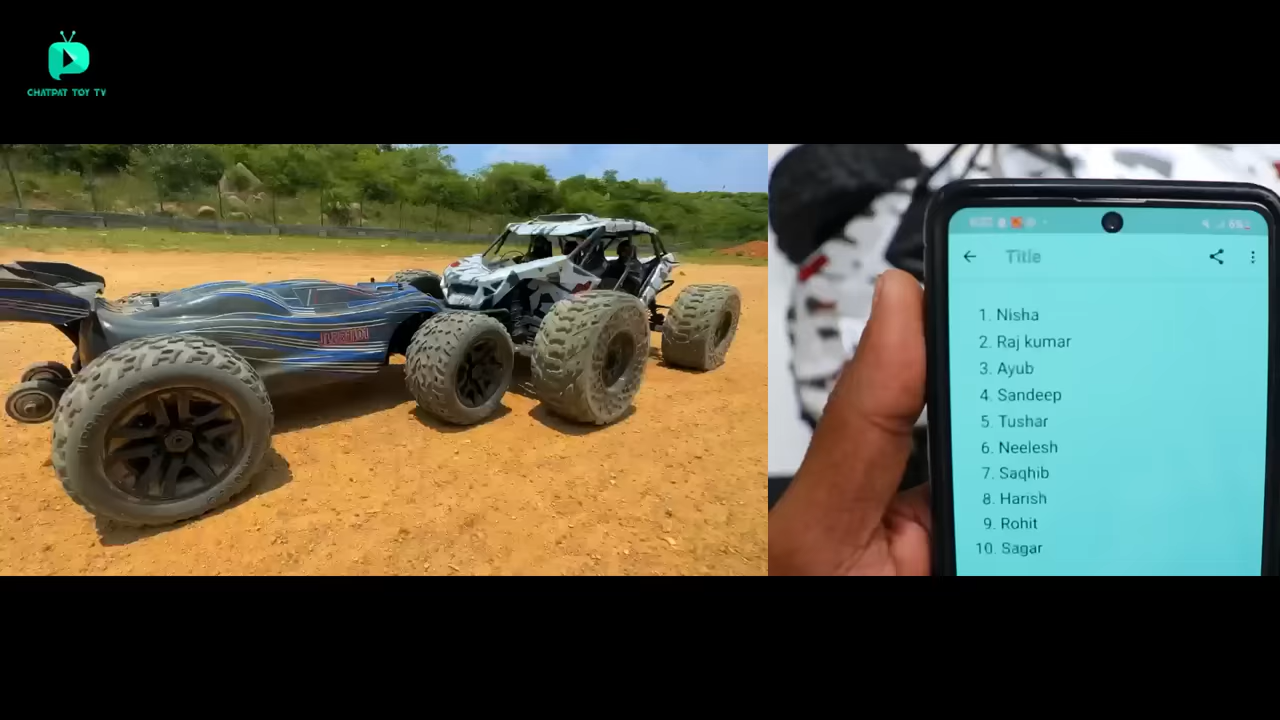 CHATPAT TOY TV
Title
1. Nisha
2. Raj kumar
3. Ayub
4. Sandeep
5. Tushar
6. Neelesh
7. Saqhib
8. Harish
9. Rohit
10. Sagar